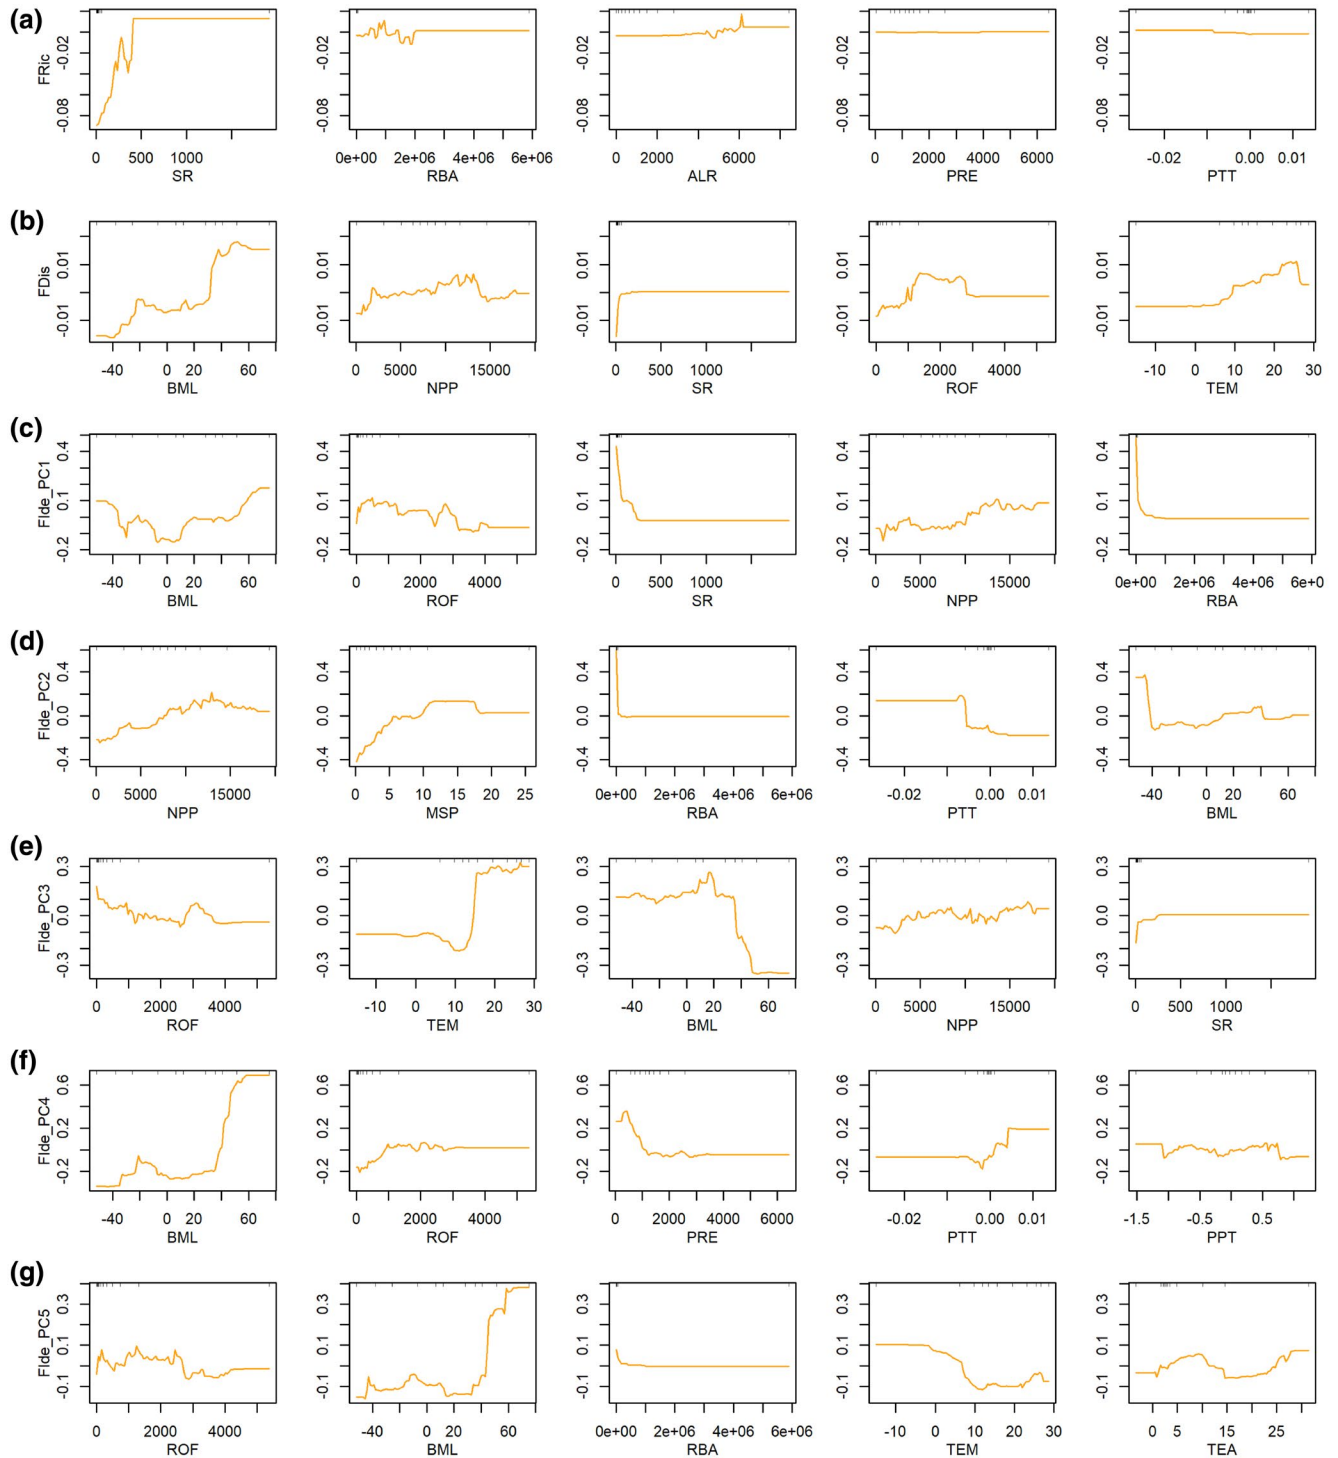 (a)
FRic
-0.02
-0.08
-0.02
-0.08
-0.02
-0.08
-0.02
-0.08
-0.02
-0.08
0 500 1000
0e+00 2e+06 4e+06 6e+06
0 2000 6000
0 2000 4000 6000
-0.02 0.00 0.01
SR RBA ALR PRE PTT
(b)
FDis
0.01
-0.01
0.01
-0.01
0.01
-0.01
0.01
-0.01
0.01
-0.01
-40 0 20 60
0 5000 15000
0 500 1000
0 2000 4000
-10 0 10 20 30
BML NPP SR ROF TEM
(c)
FIde_PC1
0.4
0.1
-0.2
0.4
0.1
-0.2
0.4
0.1
-0.2
0.4
0.1
-0.2
0.4
0.1
-0.2
-40 0 20 60
0 2000 4000
0 500 1000
0 5000 15000
0e+00 2e+06 4e+06 6e+0
BML ROF SR NPP RBA
(d)
FIde_PC2
0.4
0.0
-0.4
0.4
0.0
-0.4
0.4
0.0
-0.4
0.4
0.0
-0.4
0.4
0.0
-0.4
0 5000 15000
0 5 10 15 20 25
0e+00 2e+06 4e+06 6e+06
-0.02 0.00 0.01
-40 0 20 60
NPP MSP RBA PTT BML
(e)
FIde_PC3
0.3
0.0
-0.3
0.3
0.0
-0.3
0.3
0.0
-0.3
0.3
0.0
-0.3
0.3
0.0
-0.3
0 2000 4000
-10 0 10 20 30
-40 0 20 60
0 5000 15000
0 500 1000
ROF TEM BML NPP SR
(f)
FIde_PC4
0.6
0.2
-0.2
0.6
0.2
-0.2
0.6
0.2
-0.2
0.6
0.2
-0.2
0.6
0.2
-0.2
-40 0 20 60
0 2000 4000
0 2000 4000 6000
-0.02 0.00 0.01
-1.5 -0.5 0.5
BML ROF PRE PTT PPT
(g)
FIde_PC5
0.3
0.1
-0.1
0.3
0.1
-0.1
0.3
0.1
-0.1
0.3
0.1
-0.1
0.3
0.1
-0.1
0 2000 4000
-40 0 20 60
0e+00 2e+06 4e+06 6e+06
-10 0 10 20 30
0 5 15 25
ROF BML RBA TEM TEA